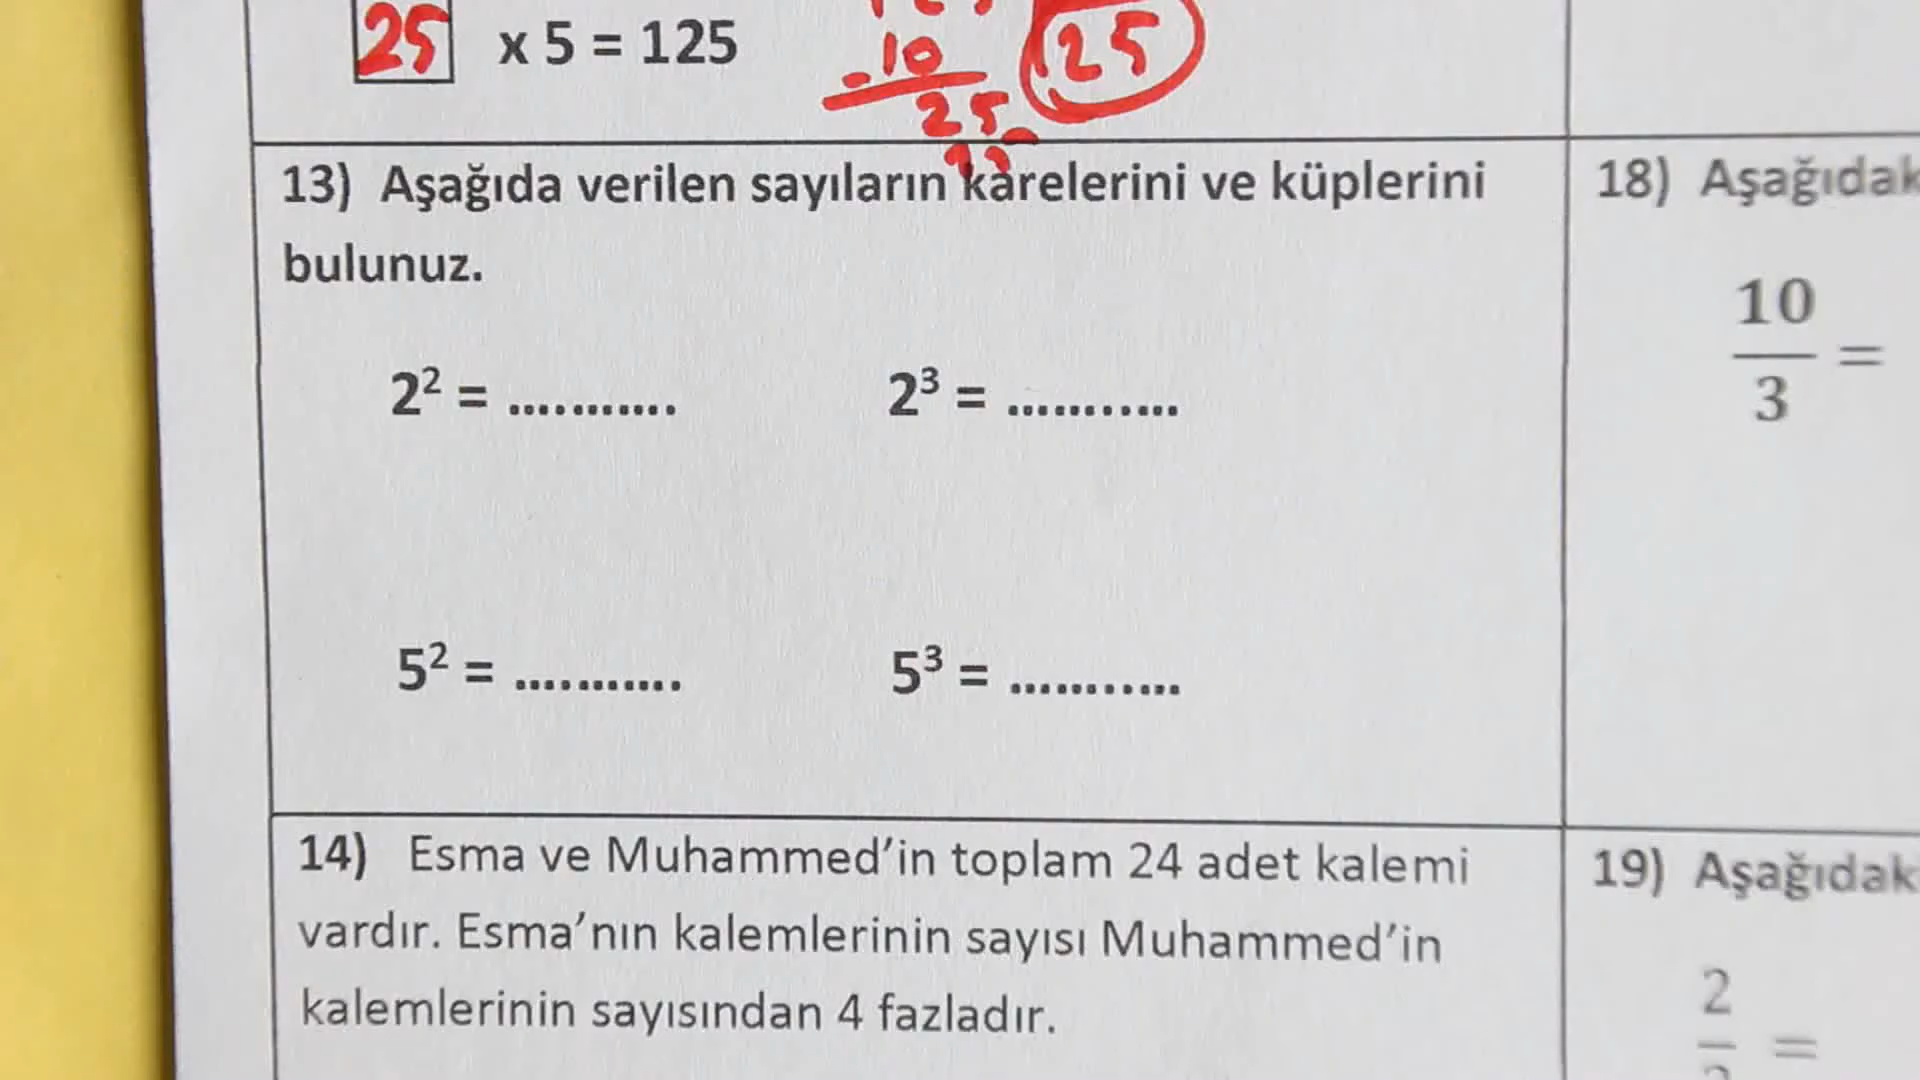 25 x 5 = 125
10
25
25
13) Aşağıda verilen sayıların karelerini ve küplerini
bulunuz.
2² = ...........
2³ = ...........
5² = ...........
5³ = ...........
14) Esma ve Muhammed'in toplam 24 adet kalemi
vardır. Esma'nın kalemlerinin sayısı Muhammed'in
kalemlerinin sayısından 4 fazladır.
18) Aşağıdak
10
3
=
19) Aşağıdak
2
=